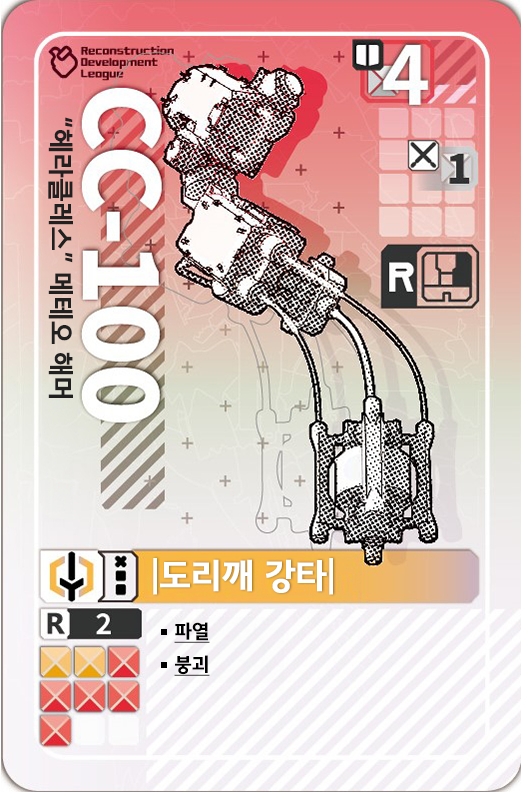 Reconstruction
Development
League
4
1
R
CC-100
"헤라클레스" 메테오 해머
|도리깨 강타|
R 2
▪ 파열
▪ 붕괴